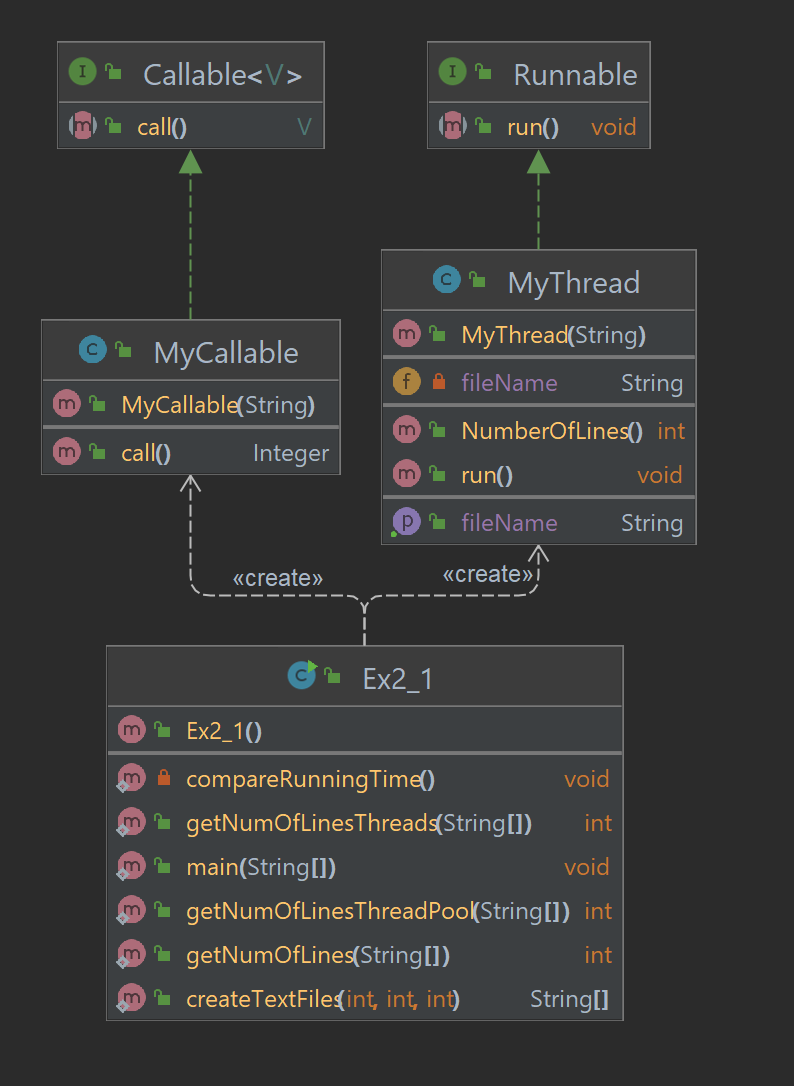 Callable<V>
call() V
Runnable
run() void
MyThread
MyThread(String)
fileName String
NumberOfLines() int
run() void
fileName String
MyCallable
MyCallable(String)
call() Integer
«create»
«create»
Ex2_1
Ex2_1()
compareRunningTime() void
getNumOfLinesThreads(String[]) int
main(String[]) void
getNumOfLinesThreadPool(String[]) int
getNumOfLines(String[]) int
createTextFiles(int, int, int) String[]